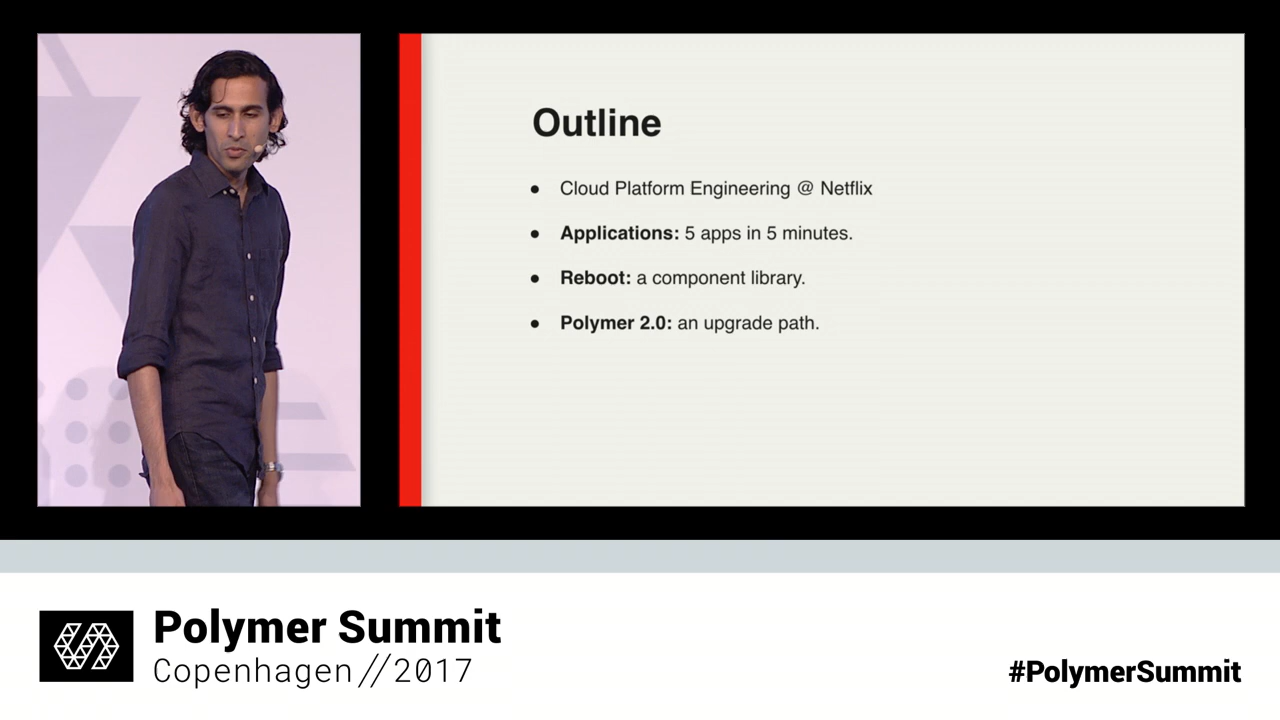 Outline
● Cloud Platform Engineering @ Netflix
● Applications: 5 apps in 5 minutes.
● Reboot: a component library.
● Polymer 2.0: an upgrade path.
Polymer Summit
Copenhagen//2017
#PolymerSummit